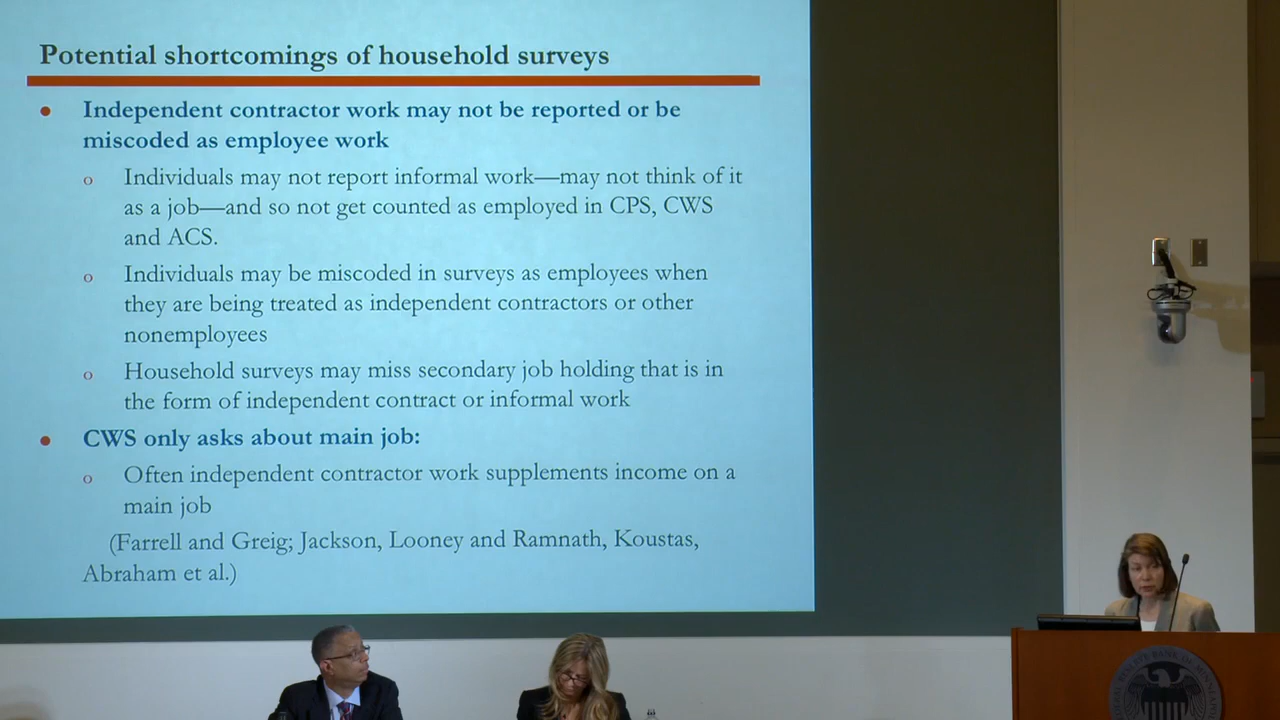 Potential shortcomings of household surveys
Independent contractor work may not be reported or be
miscoded as employee work
Individuals may not report informal work—may not think of it
as a job—and so not get counted as employed in CPS, CWS
and ACS.
Individuals may be miscoded in surveys as employees when
they are being treated as independent contractors or other
nonemployees
Household surveys may miss secondary job holding that is in
the form of independent contract or informal work
CWS only asks about main job:
Often independent contractor work supplements income on a
main job
(Farrell and Greig; Jackson, Looney and Ramnath, Koustas,
Abraham et al.)
RESERVE BANK OF